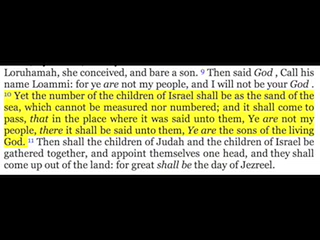 Loruhamah, she conceived, and bare a son. 9 Then said God , Call his
name Loammi: for ye are not my people, and I will not be your God .
10 Yet the number of the children of Israel shall be as the sand of the
sea, which cannot be measured nor numbered; and it shall come to
pass, that in the place where it was said unto them, Ye are not my
people, there it shall be said unto them, Ye are the sons of the living
God. 11 Then shall the children of Judah and the children of Israel be
gathered together, and appoint themselves one head, and they shall
come up out of the land: for great shall be the day of Jezreel.